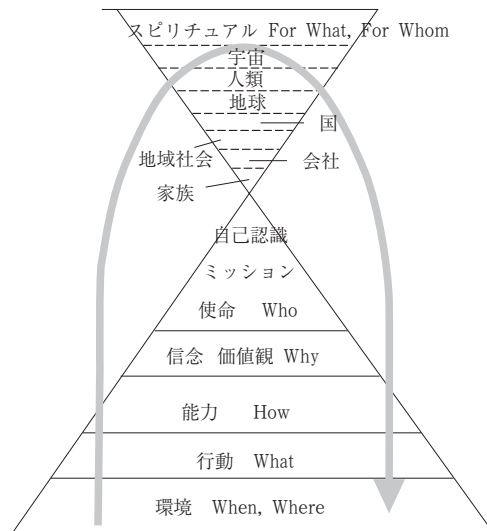 スピリチュアル For What, For Whom
宇宙
人類
地球
国
地域社会
会社
家族
自己認識
ミッション
使命 Who
信念 価値観 Why
能力 How
行動 What
環境 When, Where